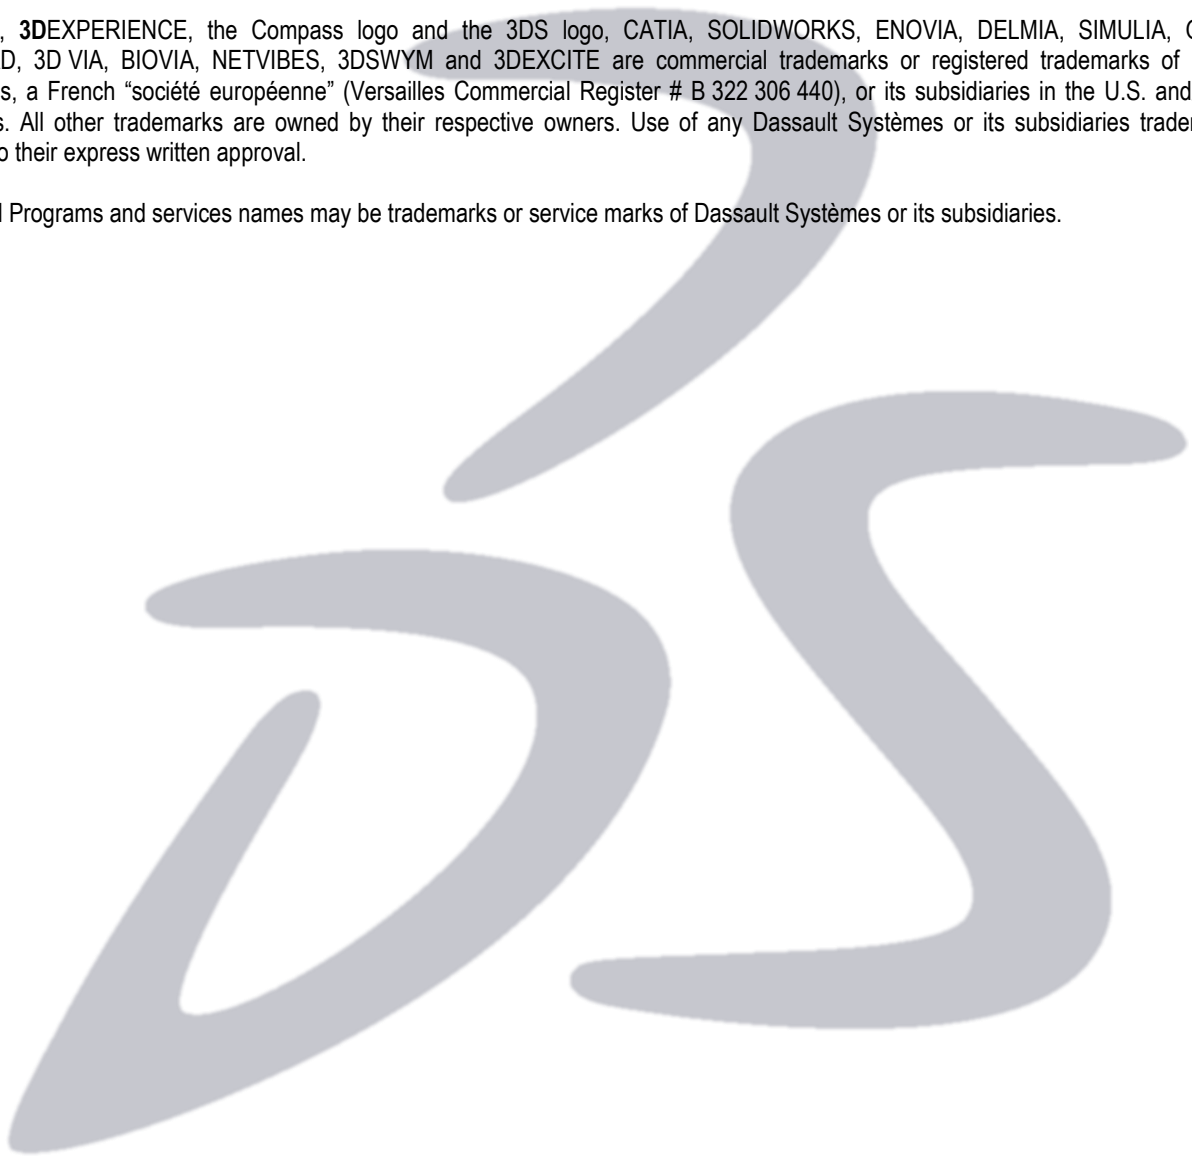 , 3DEXPERIENCE, the Compass logo and the 3DS logo, CATIA, SOLIDWORKS, ENOVIA, DELMIA, SIMULIA,
D, 3D VIA, BIOVIA, NETVIBES, 3DSWYM and 3DEXCITE are commercial trademarks or registered trademarks of
s, a French “société européenne” (Versailles Commercial Register # B 322 306 440), or its subsidiaries in the U.S. and
s. All other trademarks are owned by their respective owners. Use of any Dassault Systèmes or its subsidiaries tradem
o their express written approval.
l Programs and services names may be trademarks or service marks of Dassault Systèmes or its subsidiaries.